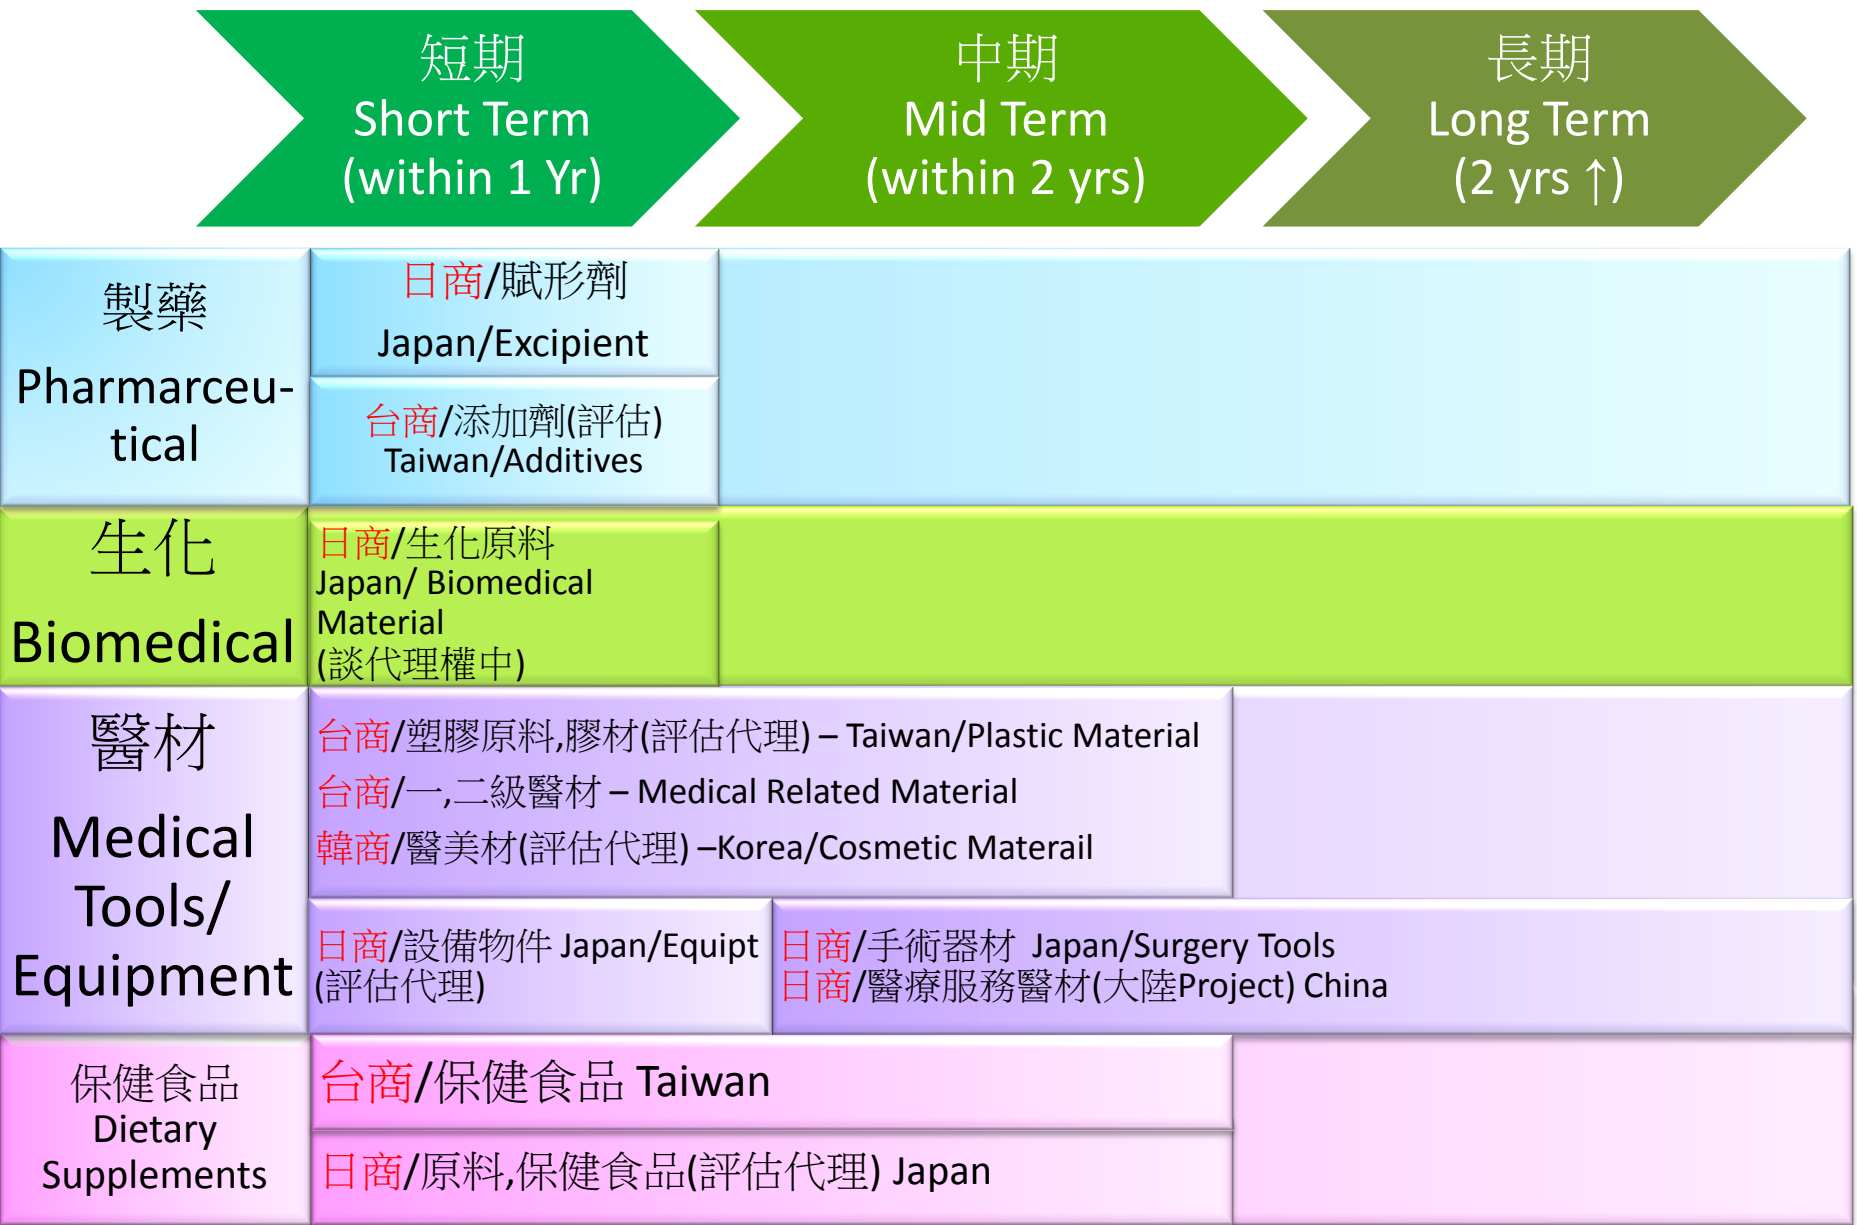 短期
Short Term
(within 1 Yr)
中期
Mid Term
(within 2 yrs)
長期
Long Term
(2 yrs ↑)
製藥
Pharmarceu-
tical
日商/賦形劑
Japan/Excipient
台商/添加劑(評估)
Taiwan/Additives
生化
Biomedical
日商/生化原料
Japan/ Biomedical
Material
(談代理權中)
醫材
Medical
Tools/
Equipment
台商/塑膠原料,膠材(評估代理) – Taiwan/Plastic Material
台商/一,二級醫材 – Medical Related Material
韓商/醫美材(評估代理) –Korea/Cosmetic Materail
日商/設備物件 Japan/Equipt
(評估代理)
日商/手術器材 Japan/Surgery Tools
日商/醫療服務醫材(大陸Project) China
保健食品
Dietary
Supplements
台商/保健食品 Taiwan
日商/原料,保健食品(評估代理) Japan